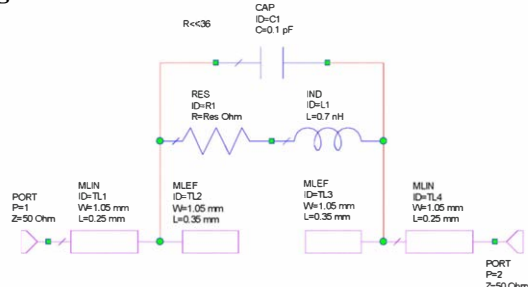 R<<36
CAP
ID=C1
C=0.1 pF
RES
ID=R1
R=Res Ohm
IND
ID=L1
L=0.7 nH
PORT
P=1
Z=50 Ohm
MLIN
ID=TL1
W=1.05 mm
L=0.25 mm
MLEF
ID=TL2
W=1.05 mm
L=0.35 mm
MLEF
ID=TL3
W=1.05 mm
L=0.35 mm
MLIN
ID=TL4
W=1.05 mm
L=0.25 mm
PORT
P=2
Z=50 Ohm